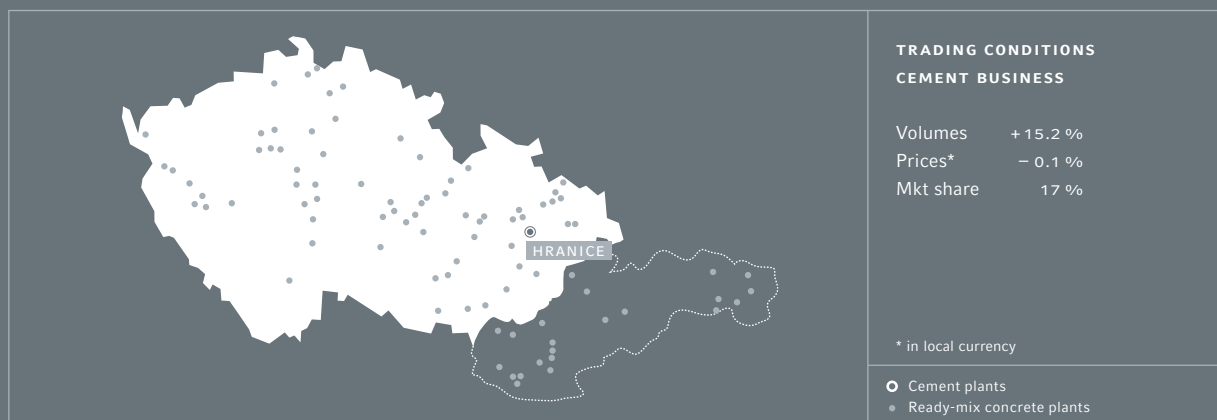 TRADING CONDITIONS
CEMENT BUSINESS
Volumes +15.2 %
Prices* – 0.1 %
Mkt share 17 %
HRANICE
* in local currency
Cement plants
Ready-mix concrete plants